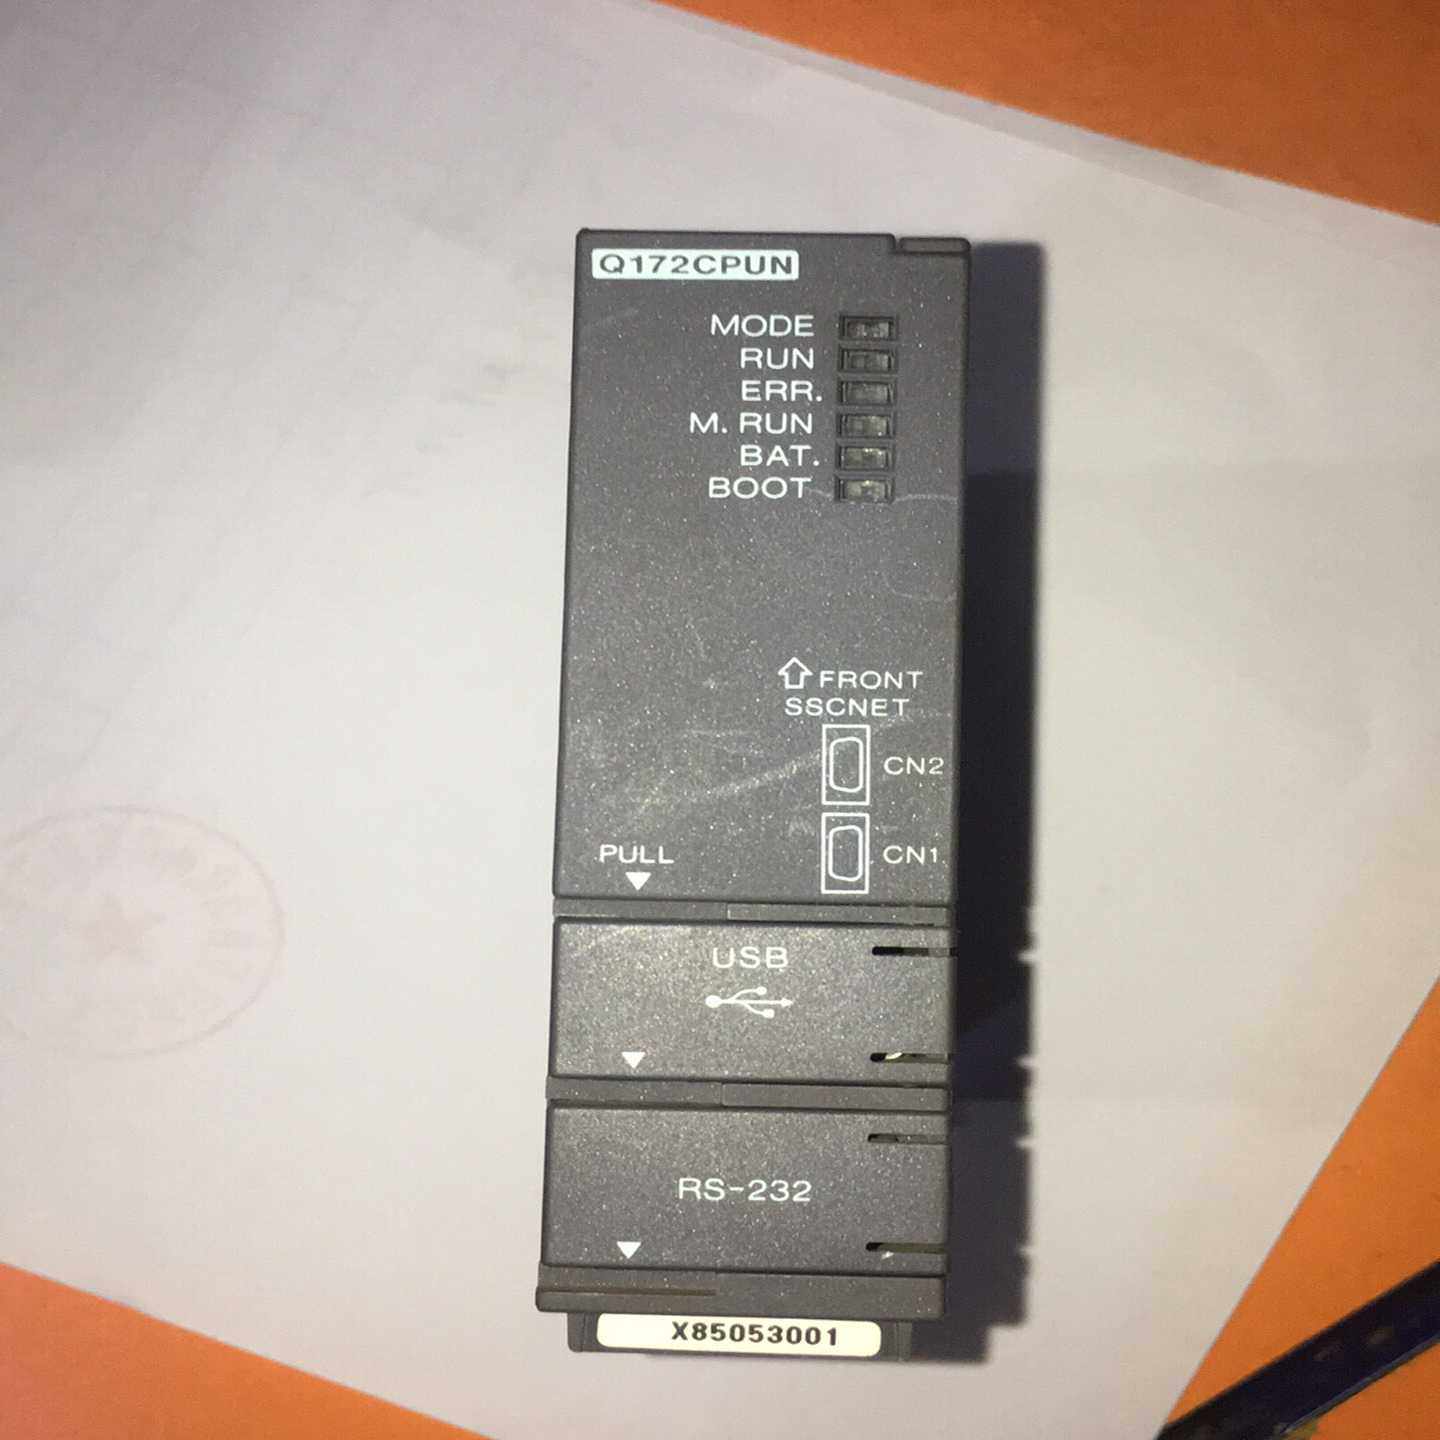 Q172CPUN
MODE
RUN
ERR.
M. RUN
BAT.
BOOT
FRONT
SSCNET
CN2
CN1
PULL
USB
RS-232
X85053001